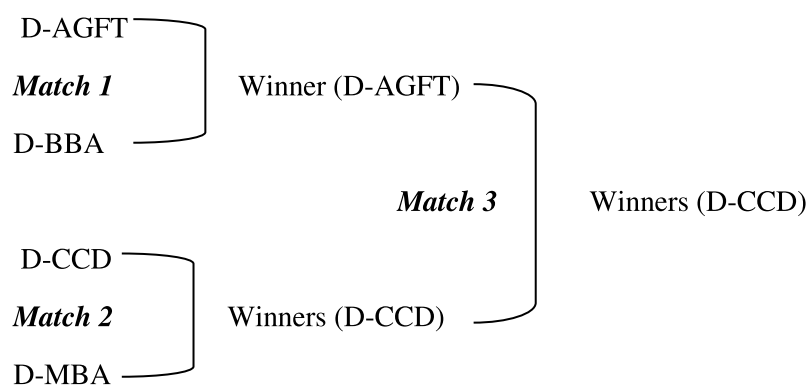 D-AGFT
Match 1
Winner (D-AGFT)
D-BBA
Match 3
Winners (D-CCD)
D-CCD
Match 2
Winners (D-CCD)
D-MBA